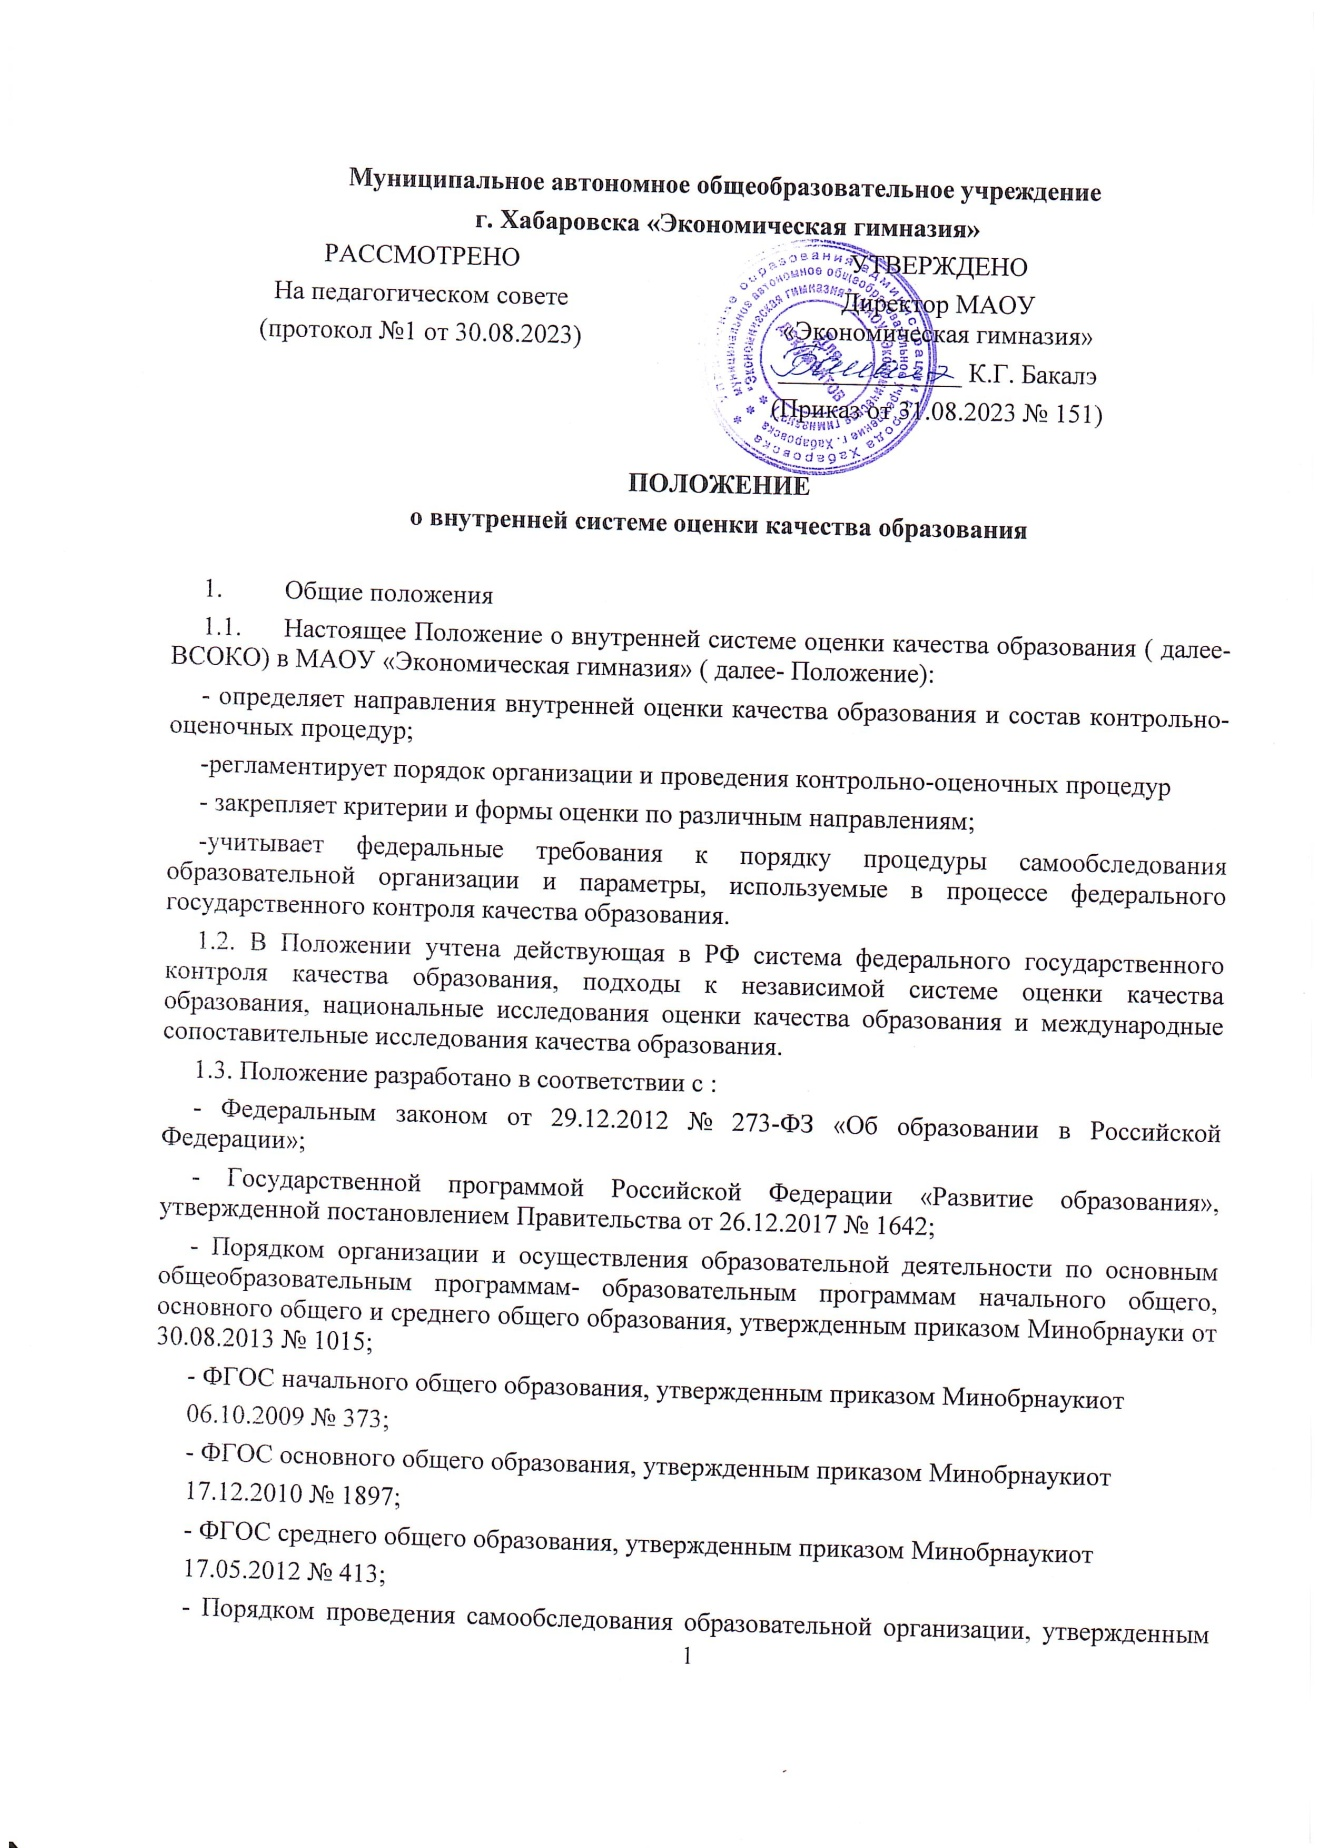 Муниципальное автономное общеобразовательное учреждение
г. Хабаровска «Экономическая гимназия»
РАССМОТРЕНО
На педагогическом совете
(протокол №1 от 30.08.2023)
УТВЕРЖДЕНО
Директор МАОУ
«Экономическая гимназия»
К.Г. Бакалэ
(Приказ от 31.08.2023 № 151)
Для
документов
ПОЛОЖЕНИЕ
о внутренней системе оценки качества образования
1. Общие положения
1.1. Настоящее Положение о внутренней системе оценки качества образования ( далее-
ВСОКО) в МАОУ «Экономическая гимназия» ( далее- Положение):
- определяет направления внутренней оценки качества образования и состав контрольно-
оценочных процедур;
-регламентирует порядок организации и проведения контрольно-оценочных процедур
- закрепляет критерии и формы оценки по различным направлениям;
-учитывает федеральные требования к порядку процедуры самообследования
образовательной организации и параметры, используемые в процессе федерального
государственного контроля качества образования.
1.2. В Положении учтена действующая в РФ система федерального государственного
контроля качества образования, подходы к независимой системе оценки качества
образования, национальные исследования оценки качества образования и международные
сопоставительные исследования качества образования.
1.3. Положение разработано в соответствии с :
- Федеральным законом от 29.12.2012 № 273-ФЗ «Об образовании в Российской
Федерации»;
- Государственной программой Российской Федерации «Развитие образования»,
утвержденной постановлением Правительства от 26.12.2017 № 1642;
- Порядком организации и осуществления образовательной деятельности по основным
общеобразовательным программам- образовательным программам начального общего,
основного общего и среднего общего образования, утвержденным приказом Минобрнауки от
30.08.2013 № 1015;
- ФГОС начального общего образования, утвержденным приказом Минобрнаукиот
06.10.2009 № 373;
- ФГОС основного общего образования, утвержденным приказом Минобрнаукиот
17.12.2010 № 1897;
- ФГОС среднего общего образования, утвержденным приказом Минобрнаукиот
17.05.2012 № 413;
- Порядком проведения самообследования образовательной организации, утвержденным
1